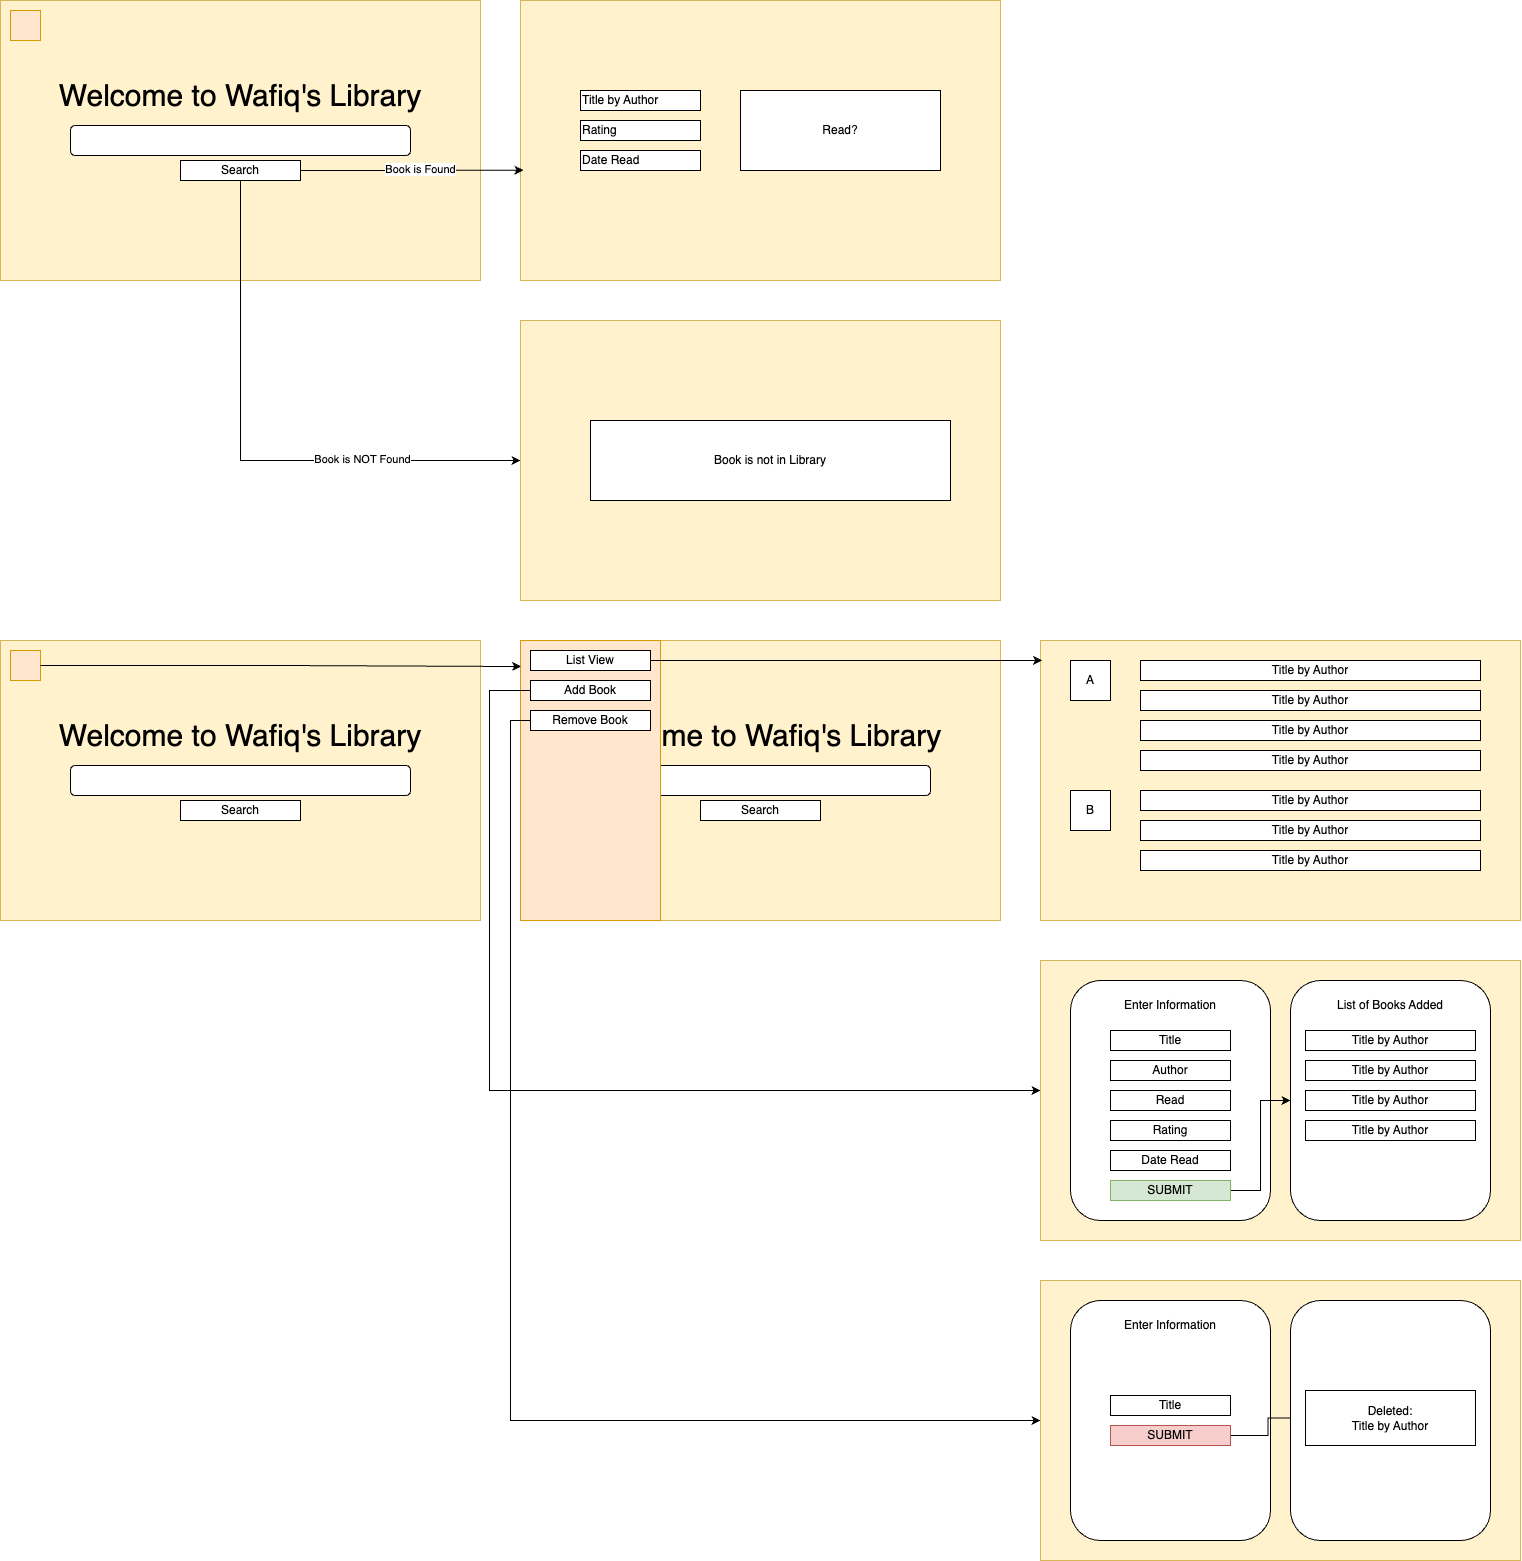 Welcome to Wafiq's Library
Search
Book is Found
Title by Author
Rating
Date Read
Read?
Book is NOT Found
Book is not in Library
Welcome to Wafiq's Library
Search
List View
Add Book
Remove Book
me to Wafiq's Library
Search
A
Title by Author
Title by Author
Title by Author
Title by Author
B
Title by Author
Title by Author
Title by Author
Enter Information
Title
Author
Read
Rating
Date Read
SUBMIT
List of Books Added
Title by Author
Title by Author
Title by Author
Title by Author
Enter Information
Title
SUBMIT
Deleted:
Title by Author